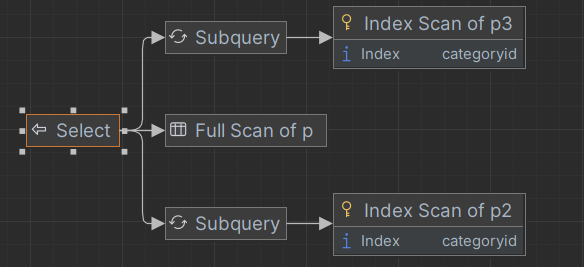 Subquery
Index Scan of p3
Index categoryid
Select
Full Scan of p
Subquery
Index Scan of p2
Index categoryid